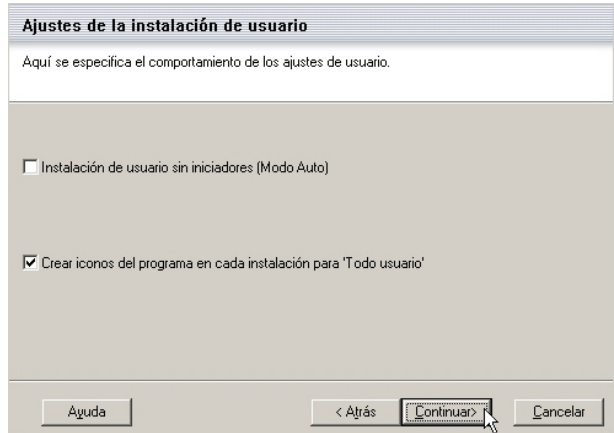 Ajustes de la instalación de usuario
Aquí se especifica el comportamiento de los ajustes de usuario.
Instalación de usuario sin iniciadores (Modo Auto)
Crear iconos del programa en cada instalación para 'Todo usuario'
Ayuda
< Atrás
Continuar>
Cancelar